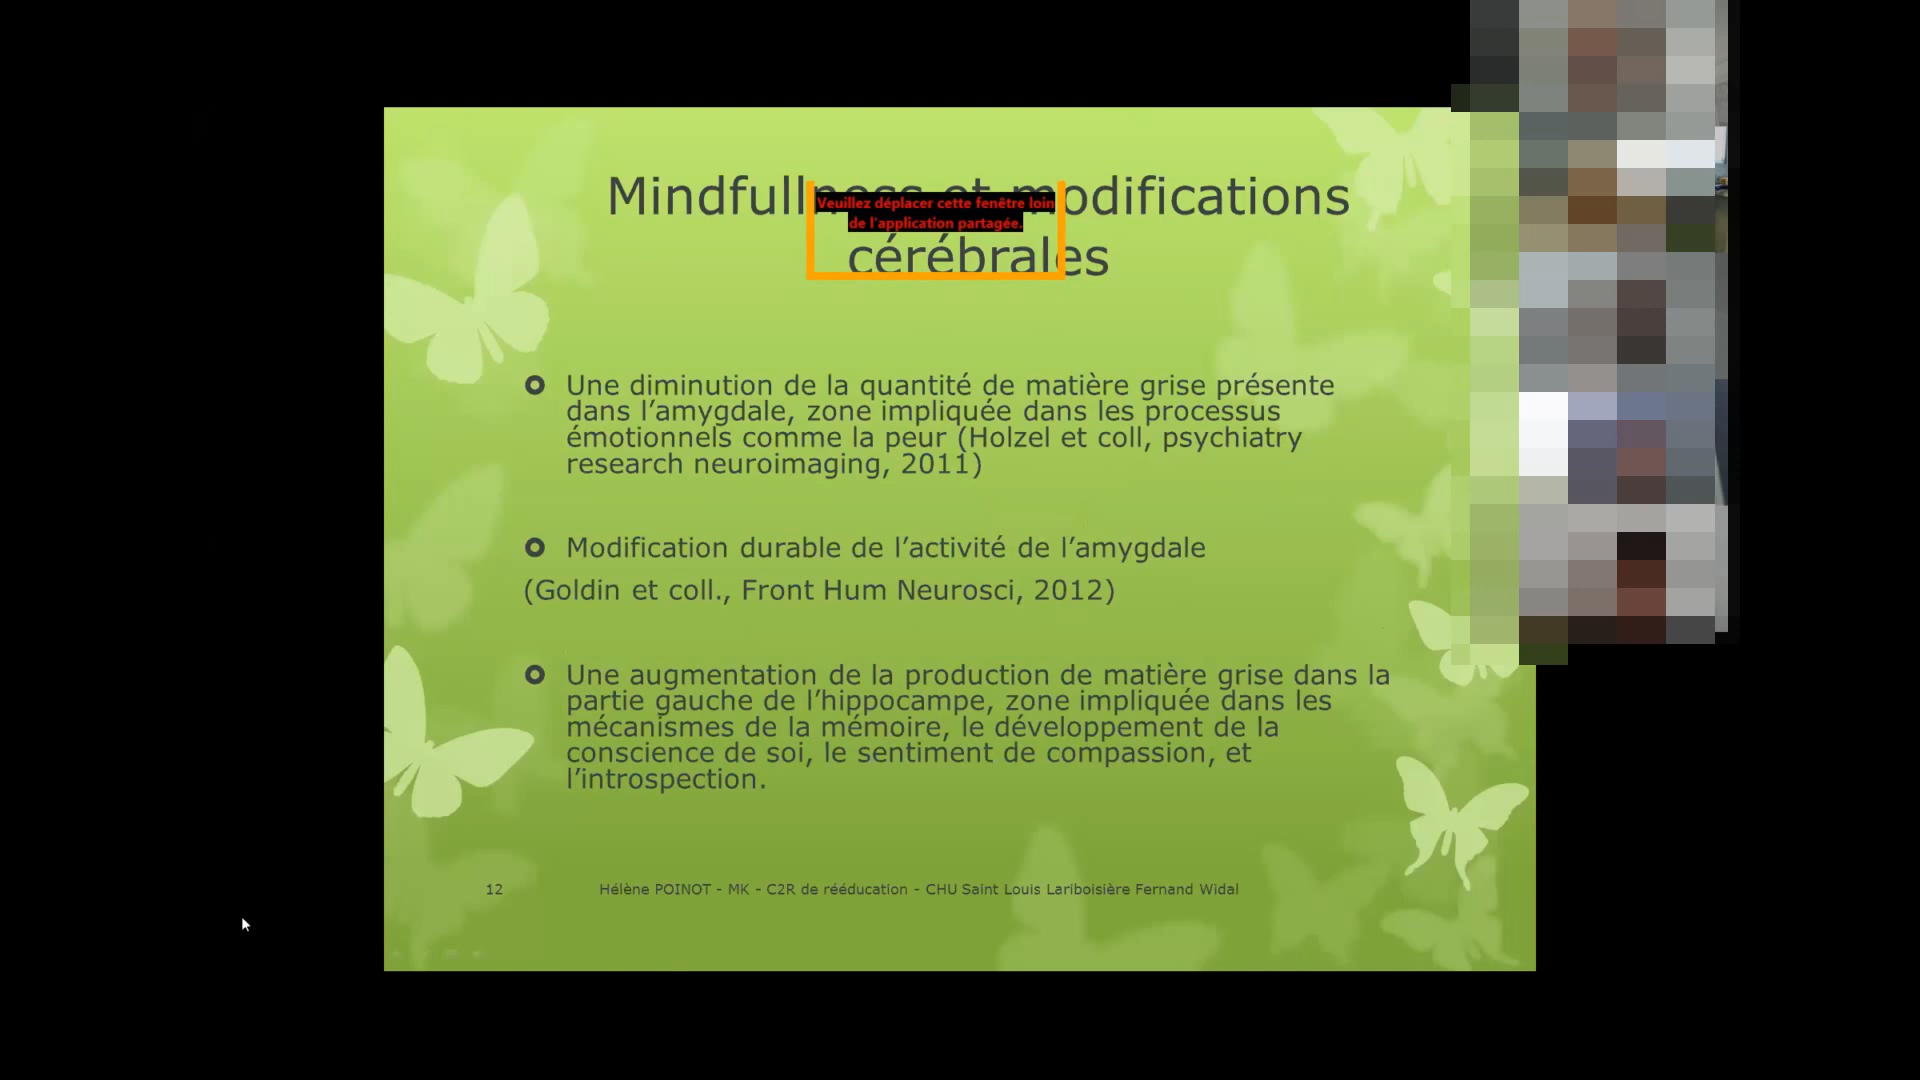 Mindfullness et modifications
cérébrales
Veuillez déplacer cette fenêtre loin
de l'application partagée.
Une diminution de la quantité de matière grise présente
dans l’amygdale, zone impliquée dans les processus
émotionnels comme la peur (Holzel et coll, psychiatry
research neuroimaging, 2011)
Modification durable de l’activité de l’amygdale
(Goldin et coll., Front Hum Neurosci, 2012)
Une augmentation de la production de matière grise dans la
partie gauche de l’hippocampe, zone impliquée dans les
mécanismes de la mémoire, le développement de la
conscience de soi, le sentiment de compassion, et
l’introspection.
12
Hélène POINOT - MK - C2R de rééducation - CHU Saint Louis Lariboisière Fernand Widal